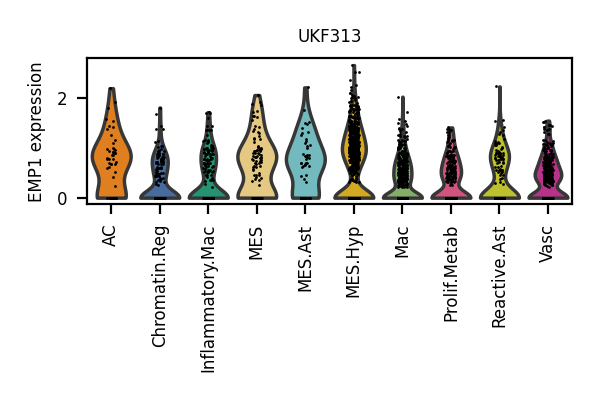 UKF313
EMP1 expression
2
0
AC
Chromatin.Reg
Inflammatory.Mac
MES
MES.Ast
MES.Hyp
Mac
Prolif.Metab
Reactive.Ast
Vasc